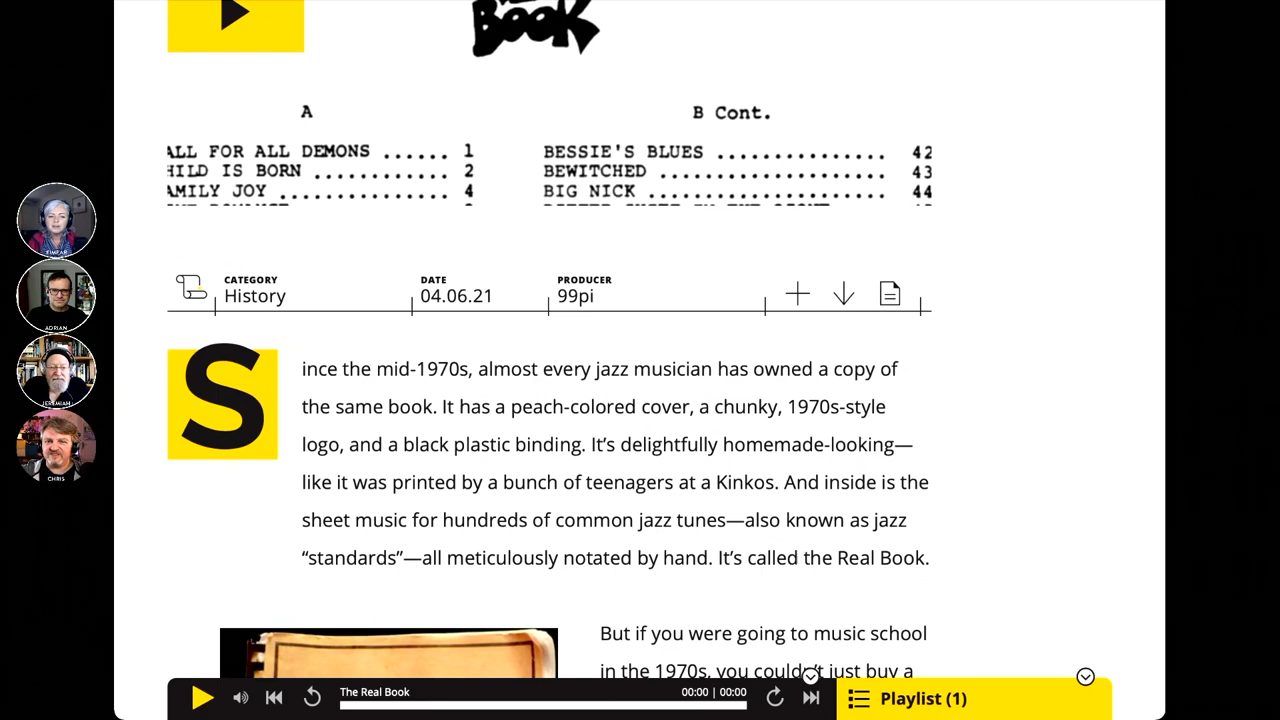 BOOK
A
ALL FOR ALL DEMONS ...... 1
HILD IS BORN ............ 2
AMILY JOY ............... 4
B Cont.
BESSIE'S BLUES ............... 42
BEWITCHED .................... 43
BIG NICK ..................... 44
CATEGORY
History
DATE
04.06.21
PRODUCER
99pi
EIMEAR
ADRIAN
JEREMIAH
CHRIS
Since the mid-1970s, almost every jazz musician has owned a copy of
the same book. It has a peach-colored cover, a chunky, 1970s-style
logo, and a black plastic binding. It’s delightfully homemade-looking—
like it was printed by a bunch of teenagers at a Kinkos. And inside is the
sheet music for hundreds of common jazz tunes—also known as jazz
“standards”—all meticulously notated by hand. It’s called the Real Book.
But if you were going to music school
in the 1970s, you couldn’t just buy a
The Real Book
00:00 | 00:00
Playlist (1)